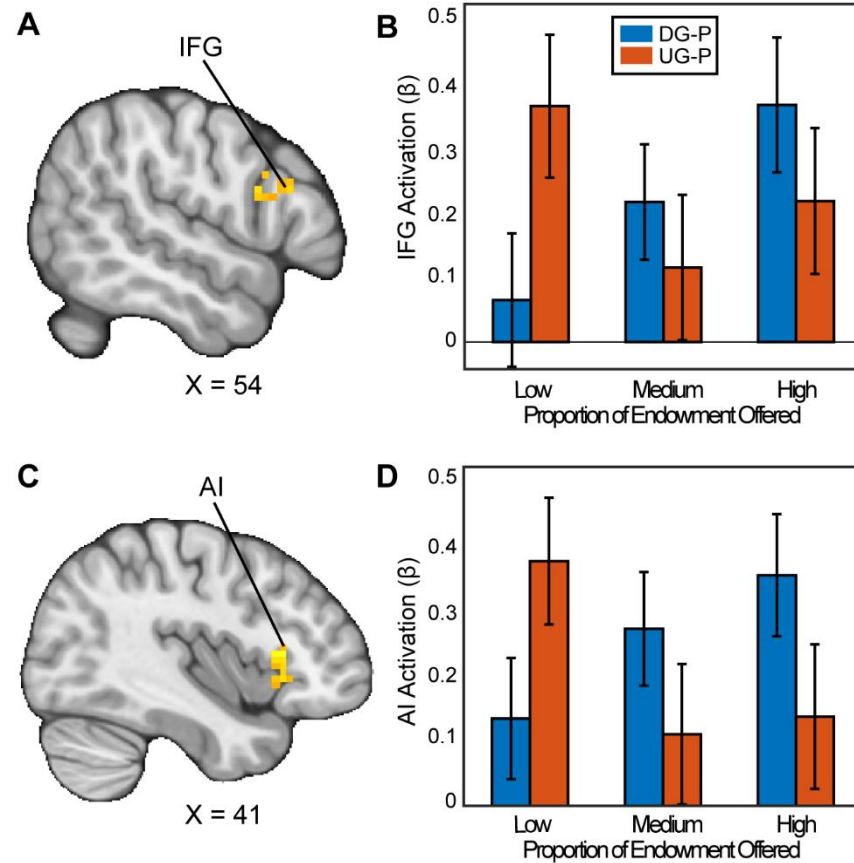 A
IFG
X = 54
B
DG-P
UG-P
IFG Activation (β)
0.5
0.4
0.3
0.2
0.1
0
Low Medium High
Proportion of Endowment Offered
C
AI
X = 41
D
AI Activation (β)
0.5
0.4
0.3
0.2
0.1
0
Low Medium High
Proportion of Endowment Offered